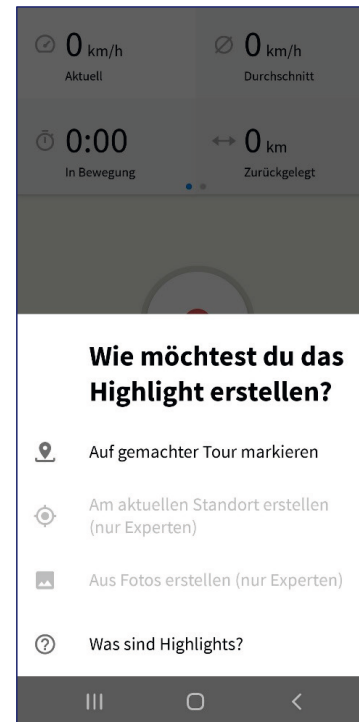 0 km/h
Aktuell
0 km/h
Durchschnitt
0:00
In Bewegung
0 km
Zurückgelegt
Wie möchtest du das
Highlight erstellen?
Auf gemachter Tour markieren
Am aktuellen Standort erstellen
(nur Experten)
Aus Fotos erstellen (nur Experten)
Was sind Highlights?